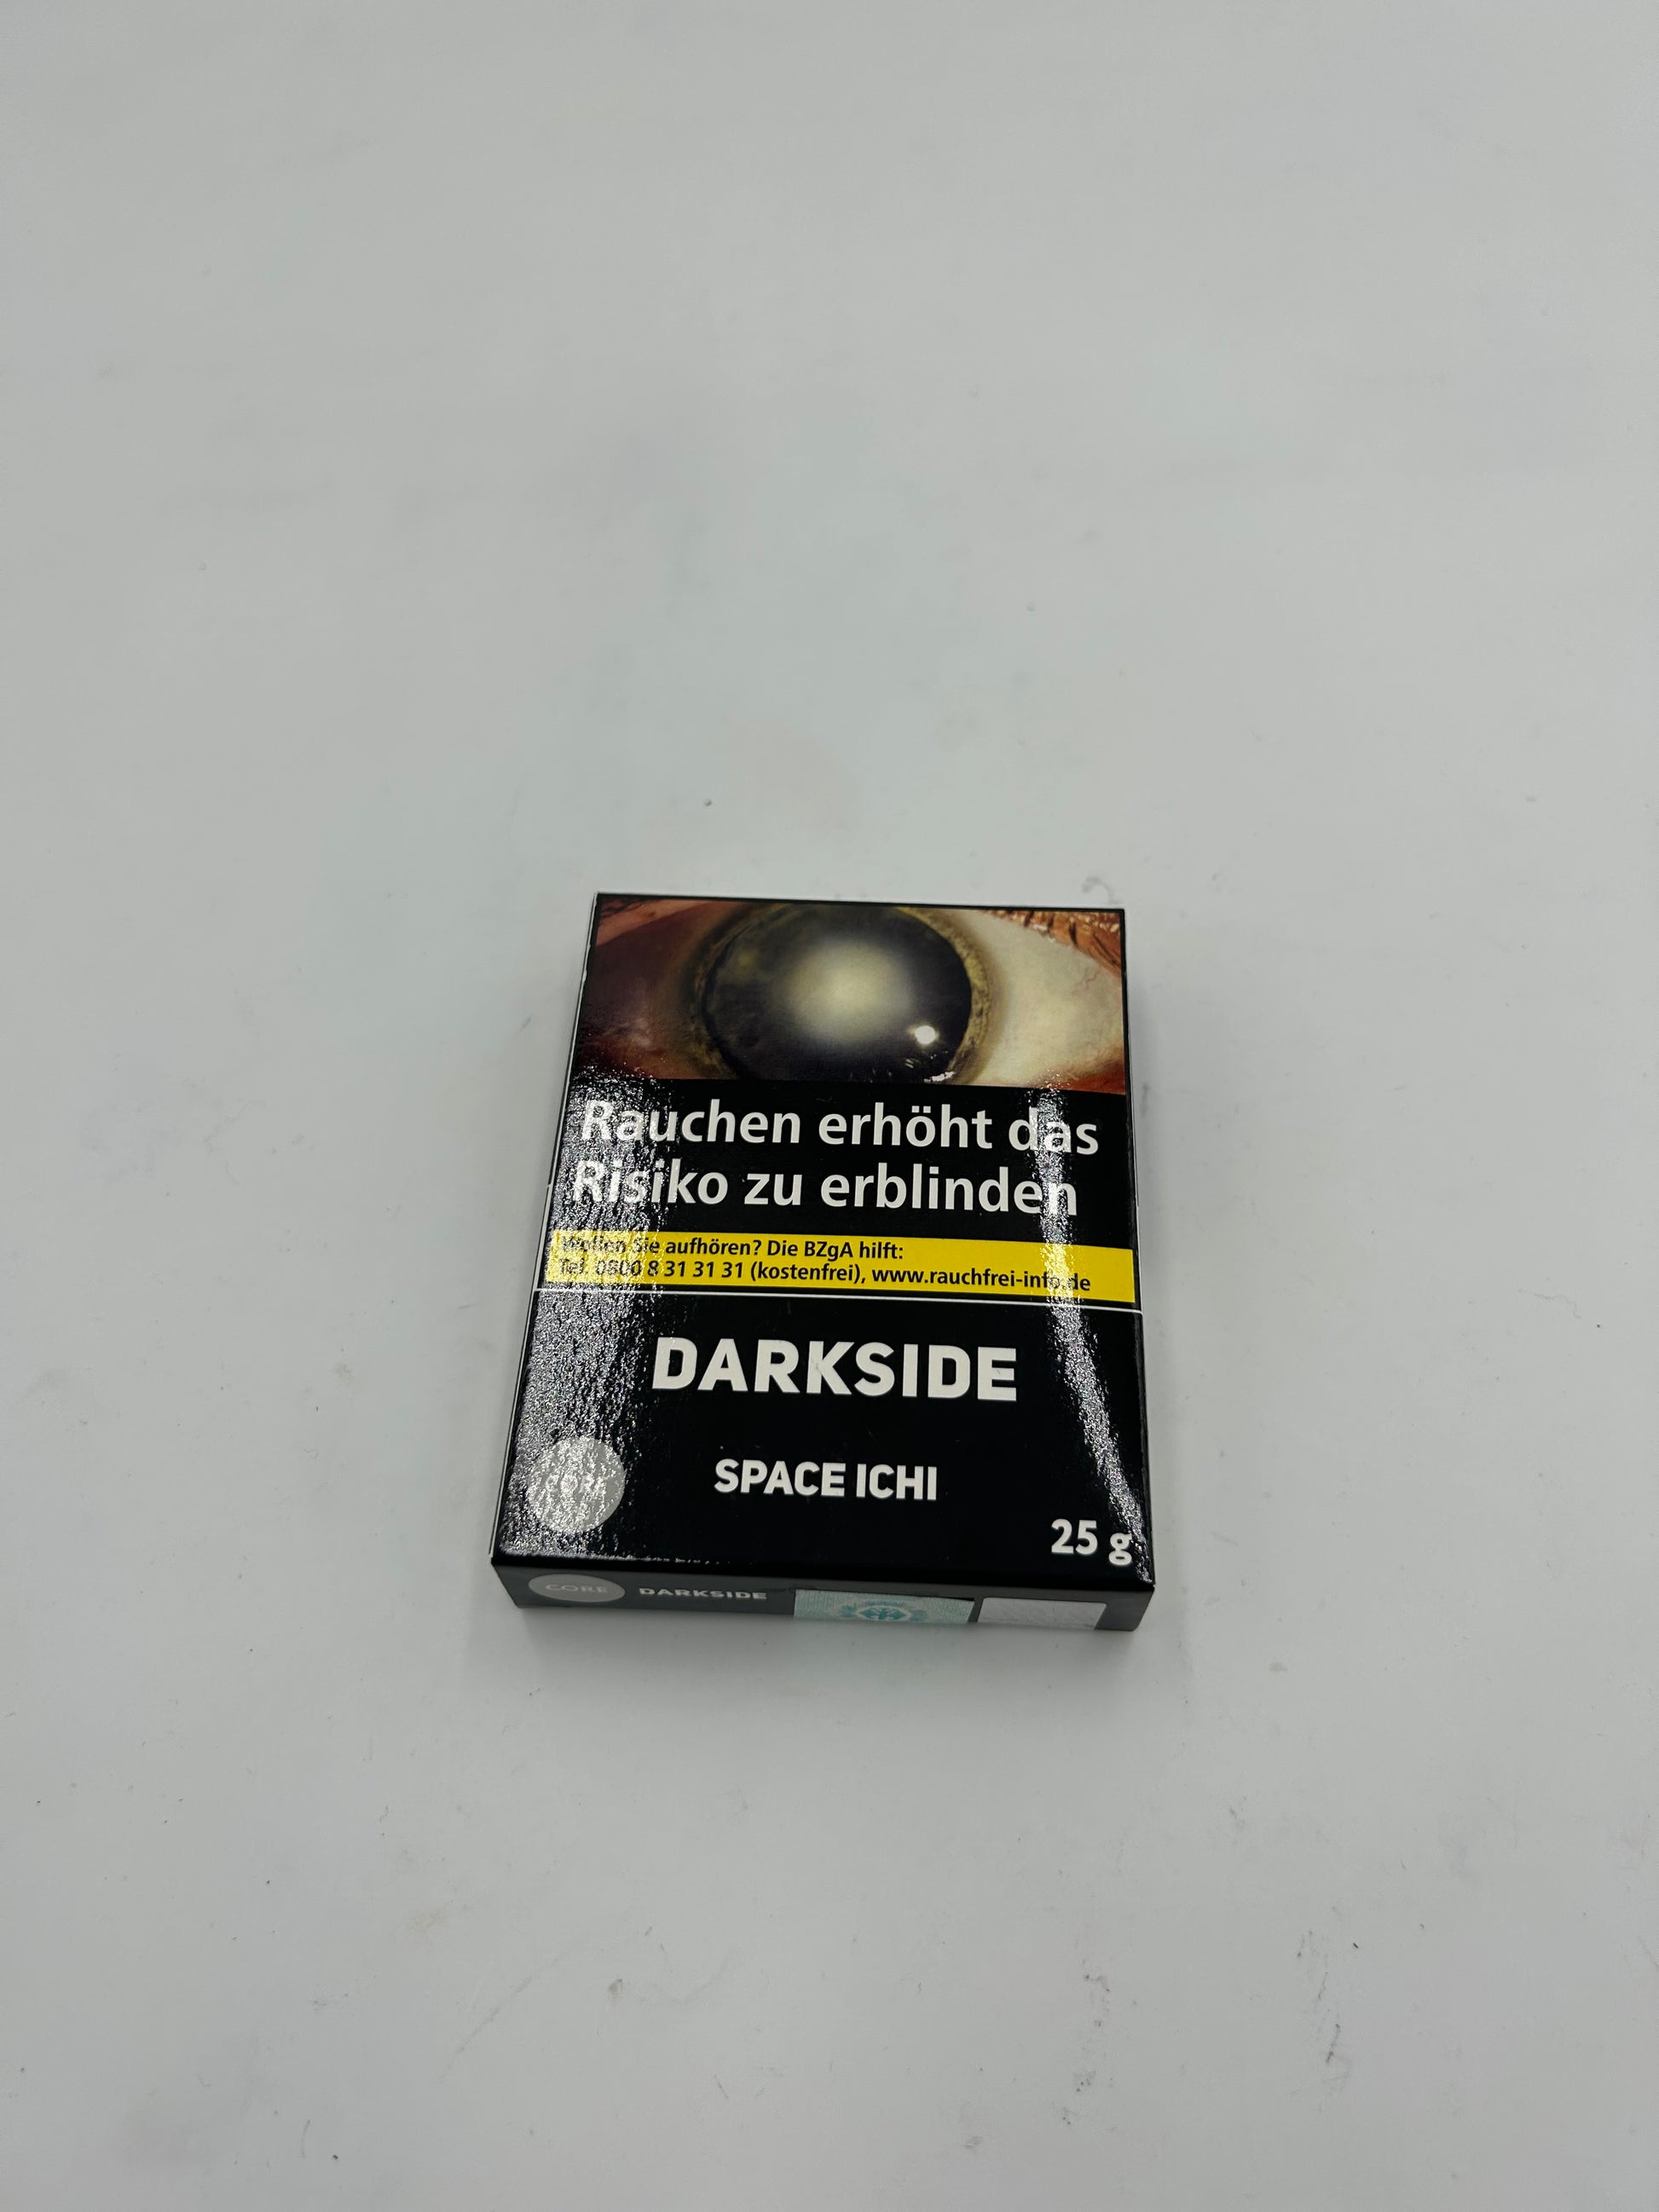 Rauchen erhöht das
Risiko zu erblinden
Wollen Sie aufhören? Die BZgA hilft:
Tel. 0800 8 31 31 31 (kostenfrei), www.rauchfrei-info.de
DARKSIDE
CORE
SPACE ICHI
25 g
CORE DARKSIDE